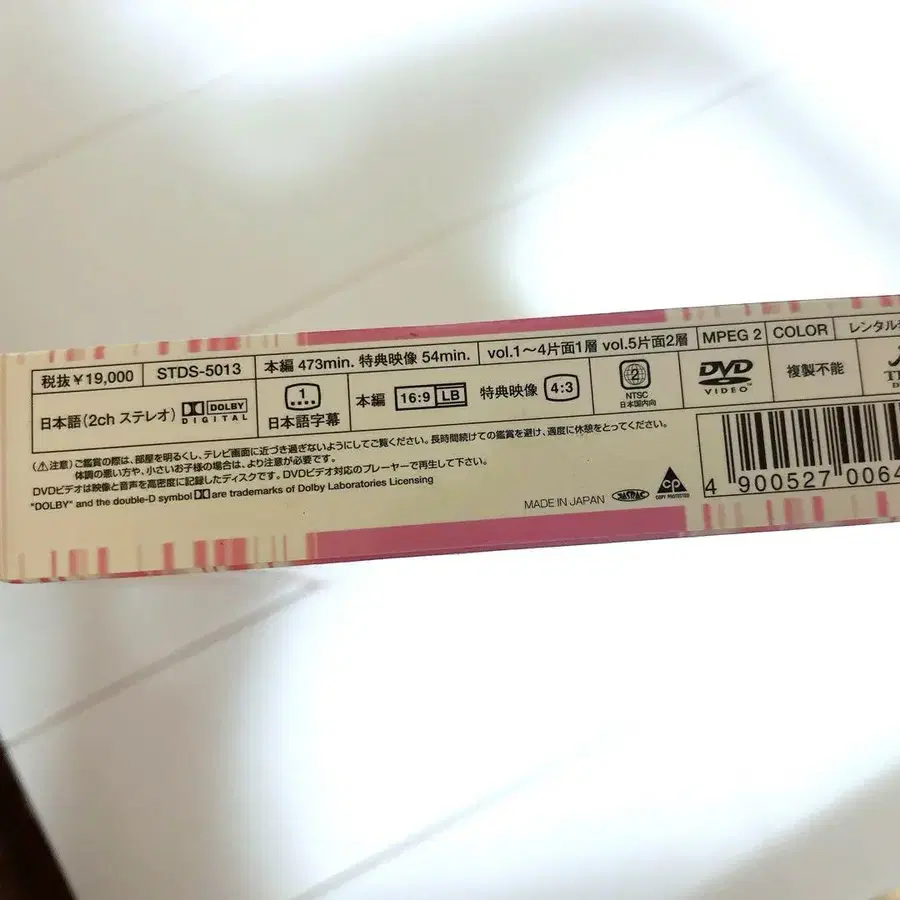 税抜¥19,000 STDS-5013 本編 473min. 特典映像 54min. vol.1〜4片面1層 vol.5片面2層 MPEG 2 COLOR レンタル
日本語(2ch ステレオ) DOLBY DIGITAL 1 日本語字幕 本編 16:9 LB 特典映像 4:3 2 NTSC 日本国内向 DVD VIDEO 複製不能
(⚠注意) ご鑑賞の際は、部屋を明るくし、テレビ画面に近づき過ぎないようにしてご覧ください。長時間続けての鑑賞を避け、適度に休憩をとってください。
体調の悪い方や、小さいお子様の場合は、より注意が必要です。
DVDビデオは映像と音声を高密度に記録したディスクです。DVDビデオ対応のプレーヤーで再生して下さい。
"DOLBY" and the double-D symbol are trademarks of Dolby Laboratories Licensing
MADE IN JAPAN JASRAC CP COPY PROTECTED
4 900527 0064